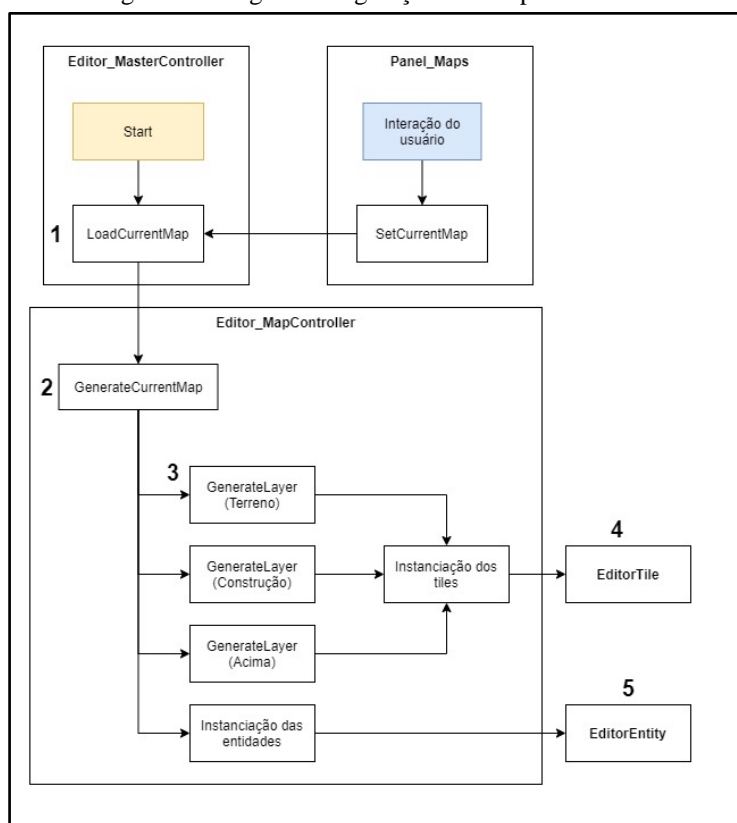 Editor_MasterController
Panel_Maps
Start
Interação do
usuário
1
LoadCurrentMap
SetCurrentMap
Editor_MapController
2
GenerateCurrentMap
3
GenerateLayer
(Terreno)
4
GenerateLayer
(Construção)
Instanciação dos
tiles
EditorTile
GenerateLayer
(Acima)
5
Instanciação das
entidades
EditorEntity